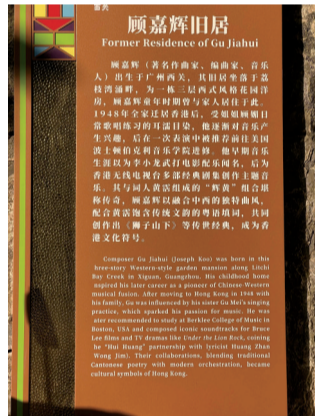 顾嘉辉旧居
Former Residence of Gu Jiahui
顾嘉辉（著名作曲家、编曲家、音乐
人）出生于广州西关，其旧居坐落于荔
枝湾涌畔，为一栋三层西式风格花园洋
房，顾嘉辉童年时期曾与家人居住于此。
1948年全家迁居香港后，受姐姐顾媚日
常歌唱练习的耳濡目染，他逐渐对音乐产
生兴趣，后在一次表演中被推荐前往美国
波士顿伯克利音乐学院进修。他早期音乐
生涯以为李小龙武打电影配乐闻名，后为
香港无线电视台多部经典剧集创作主题音
乐。其与词人黄霑组成的“辉黄”组合堪
称传奇，顾嘉辉以融合中西的独特曲风，
配合黄霑饱含传统文韵的粤语填词，共同
创作出《狮子山下》等传世经典，成为香
港文化符号。
Composer Gu Jiahui (Joseph Koo) was born in this
three-story Western-style garden mansion along Litchi
Bay Creek in Xiguan, Guangzhou. His childhood home
inspired his later career as a pioneer of Chinese-Western
musical fusion. After moving to Hong Kong in 1948 with
his family, Gu was influenced by his sister Gu Mei's singing
practice, which sparked his passion for music. He was
later recommended to study at Berklee College of Music in
Boston, USA and composed iconic soundtracks for Bruce
Lee films and TV dramas like Under the Lion Rock, coining
the "Hui Huang" partnership with lyricist Huang Zhan
Wong Jim). Their collaborations, blending traditional
Cantonese poetry with modern orchestration, became
cultural symbols of Hong Kong.